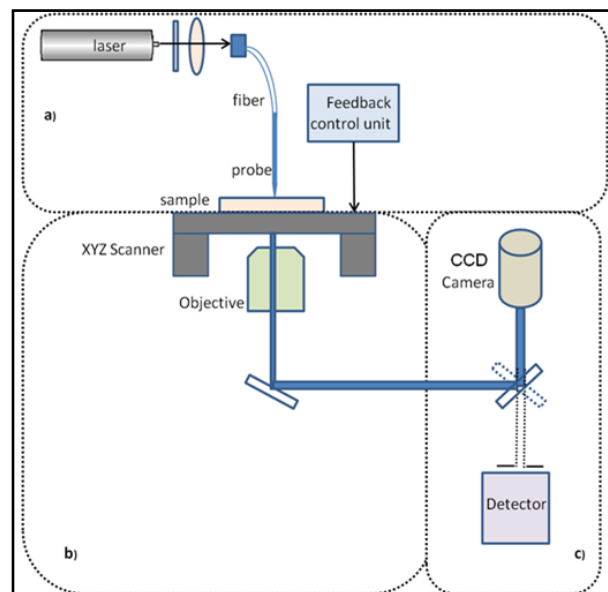 laser
a)
fiber
Feedback
control unit
probe
sample
XYZ Scanner
Objective
CCD
Camera
Detector
b)
c)